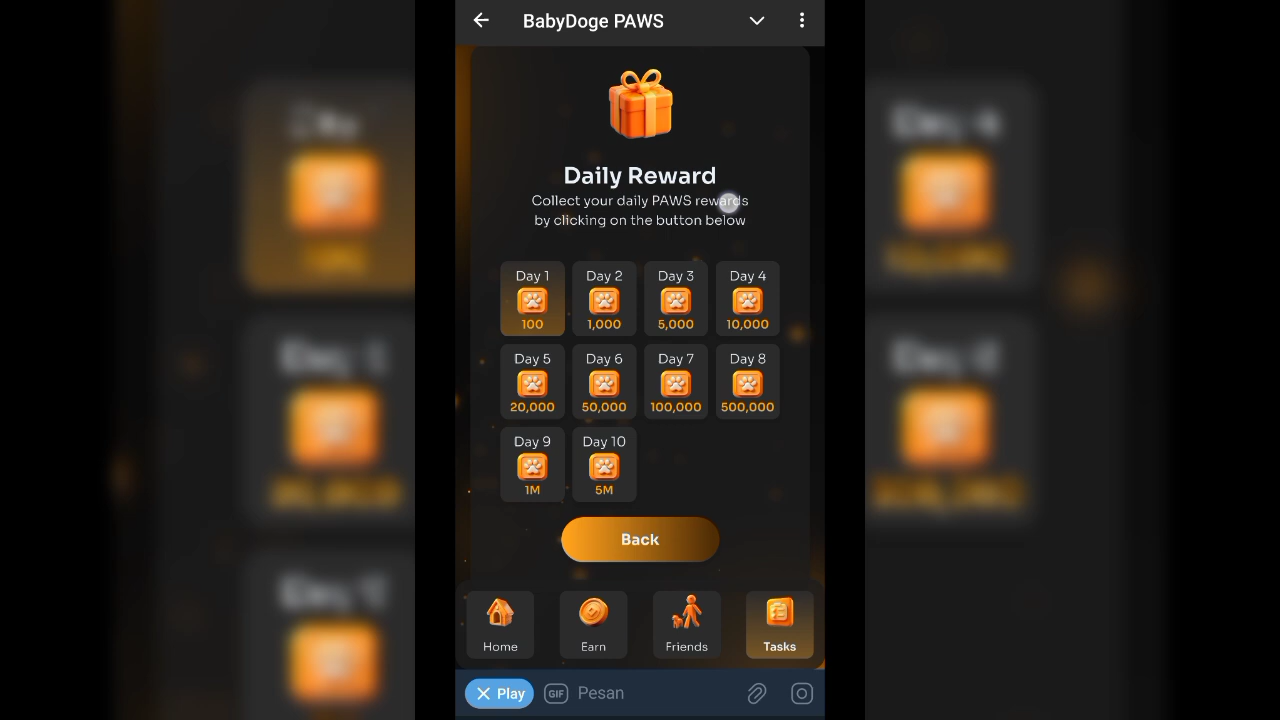 BabyDoge PAWS
Daily Reward
Collect your daily PAWS rewards
by clicking on the button below
Day 1 Day 2 Day 3 Day 4
100 1,000 5,000 10,000
Day 5 Day 6 Day 7 Day 8
20,000 50,000 100,000 500,000
Day 9 Day 10
1M 5M
Back
Home Earn Friends Tasks
Play GIF Pesan